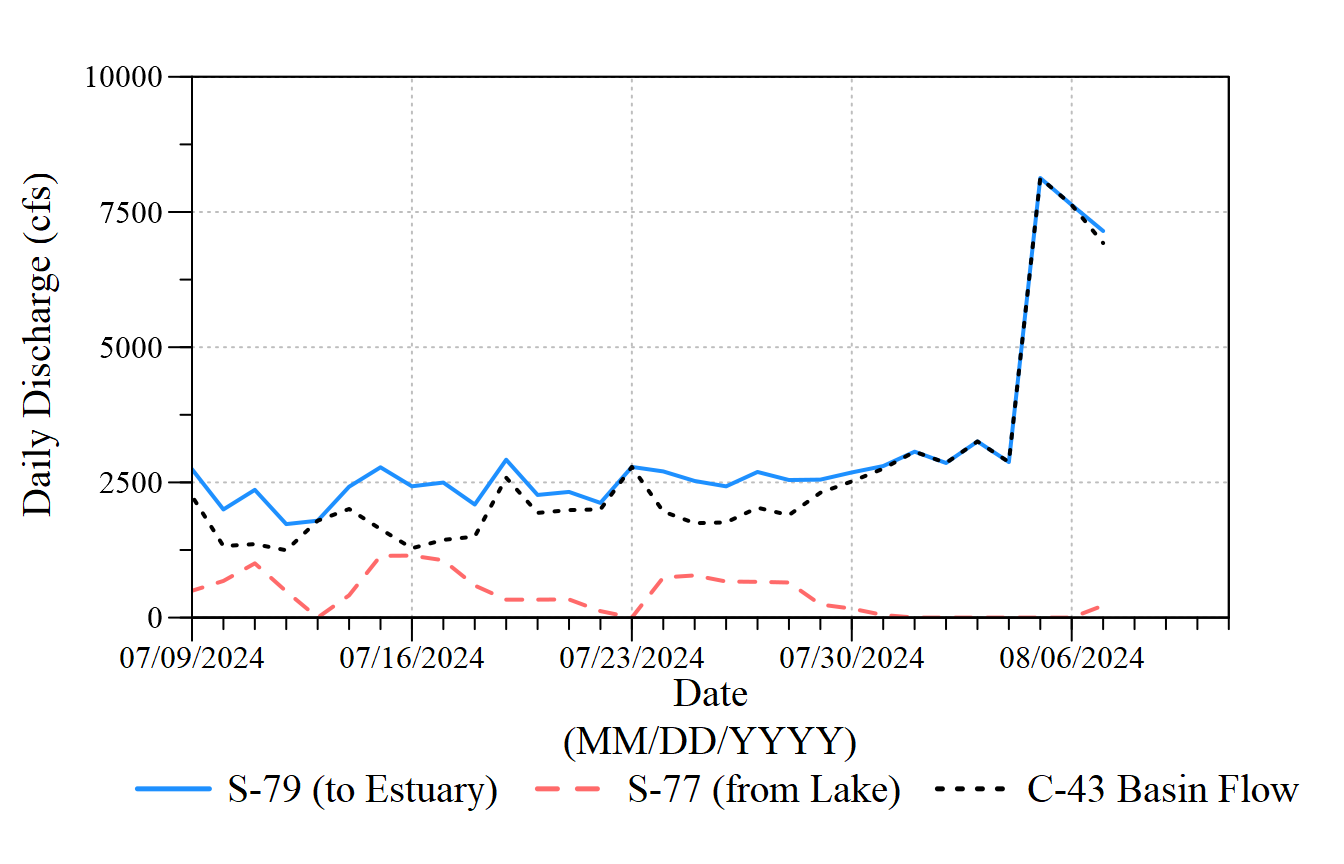 10000
7500
5000
2500
0
Daily Discharge (cfs)
07/09/2024 07/16/2024 07/23/2024 07/30/2024 08/06/2024
Date
(MM/DD/YYYY)
S-79 (to Estuary) S-77 (from Lake) C-43 Basin Flow